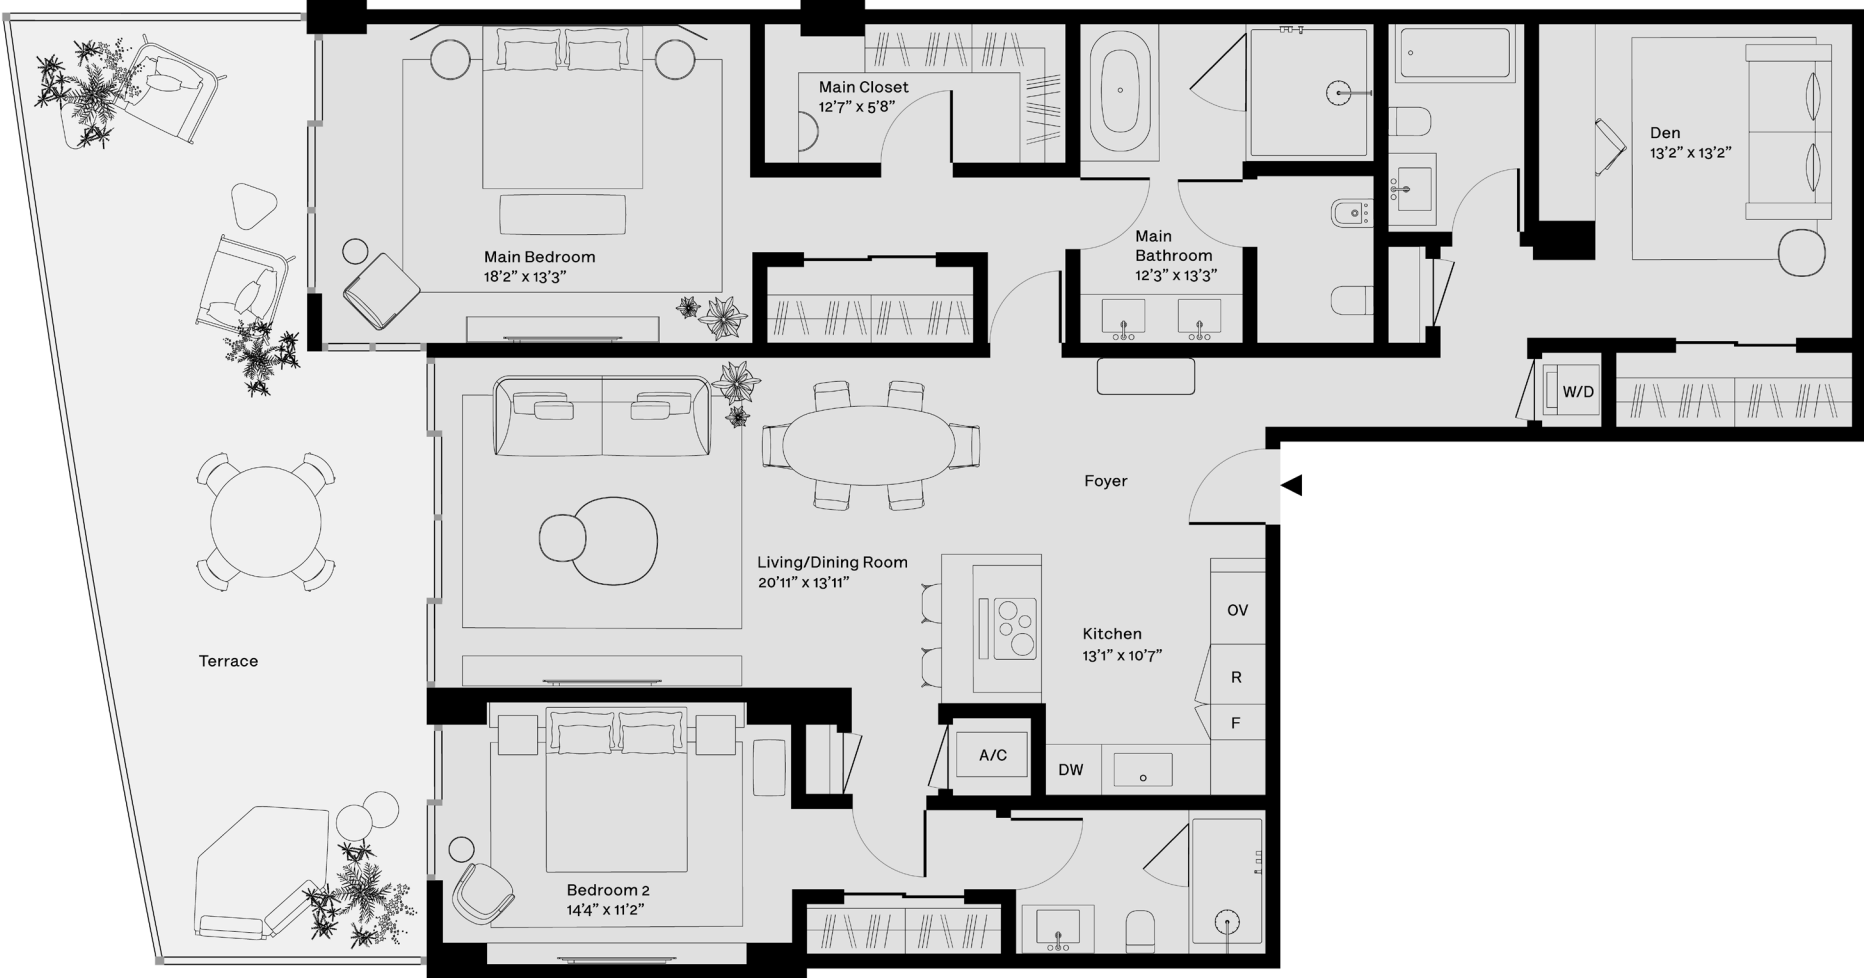 Main Closet
12’7” x 5’8”
Den
13’2” x 13’2”
Main Bedroom
18’2” x 13’3”
Main
Bathroom
12’3” x 13’3”
W/D
Foyer
Living/Dining Room
20’11” x 13’11”
OV
Kitchen
13’1” x 10’7”
Terrace
R
F
A/C
DW
Bedroom 2
14’4” x 11’2”